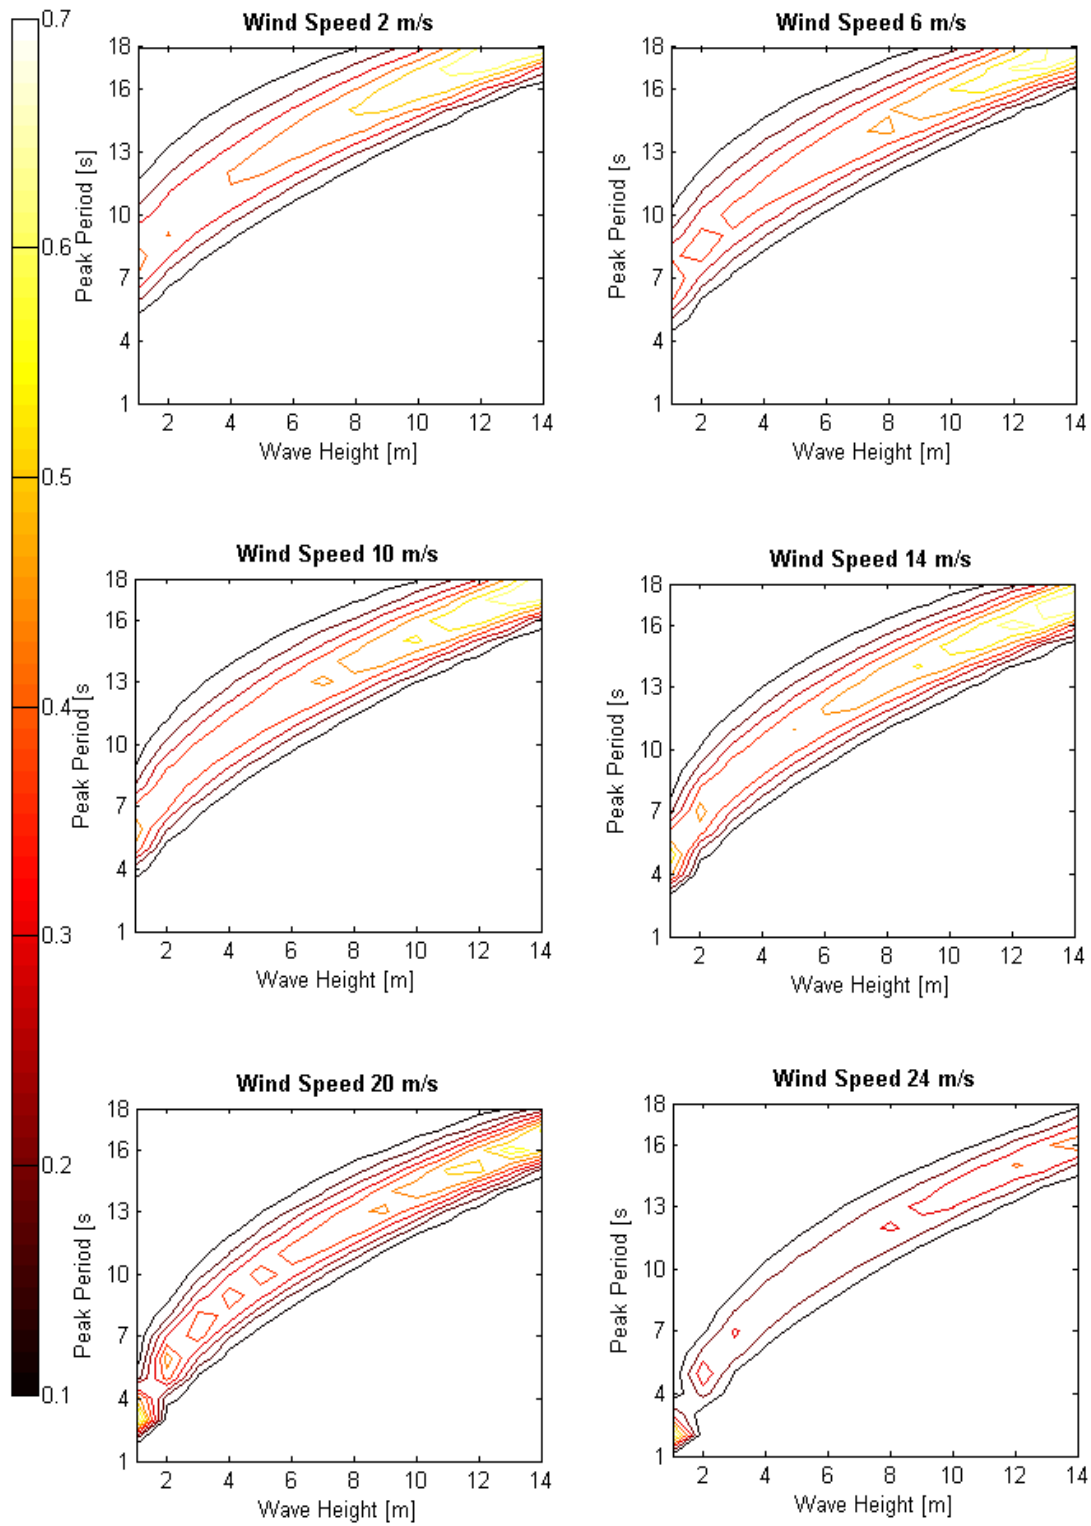 0.7
0.6
0.5
0.4
0.3
0.2
0.1
Wind Speed 2 m/s
18
16
13
10
7
4
1
Peak Period [s]
2 4 6 8 10 12 14
Wave Height [m]
Wind Speed 6 m/s
18
16
13
10
7
4
1
Peak Period [s
2 4 6 8 10 12 14
Wave Height [m]
Wind Speed 10 m/s
18
16
13
10
7
4
1
Peak Period [s
2 4 6 8 10 12 14
Wave Height [m]
Wind Speed 14 m/s
18
16
13
10
7
4
1
Peak Period [s
2 4 6 8 10 12 14
Wave Height [m]
Wind Speed 20 m/s
18
16
13
10
7
4
1
Peak Period [s
2 4 6 8 10 12 14
Wave Height [m]
Wind Speed 24 m/s
18
16
13
10
7
4
1
Peak Period [s
2 4 6 8 10 12 14
Wave Height [m]